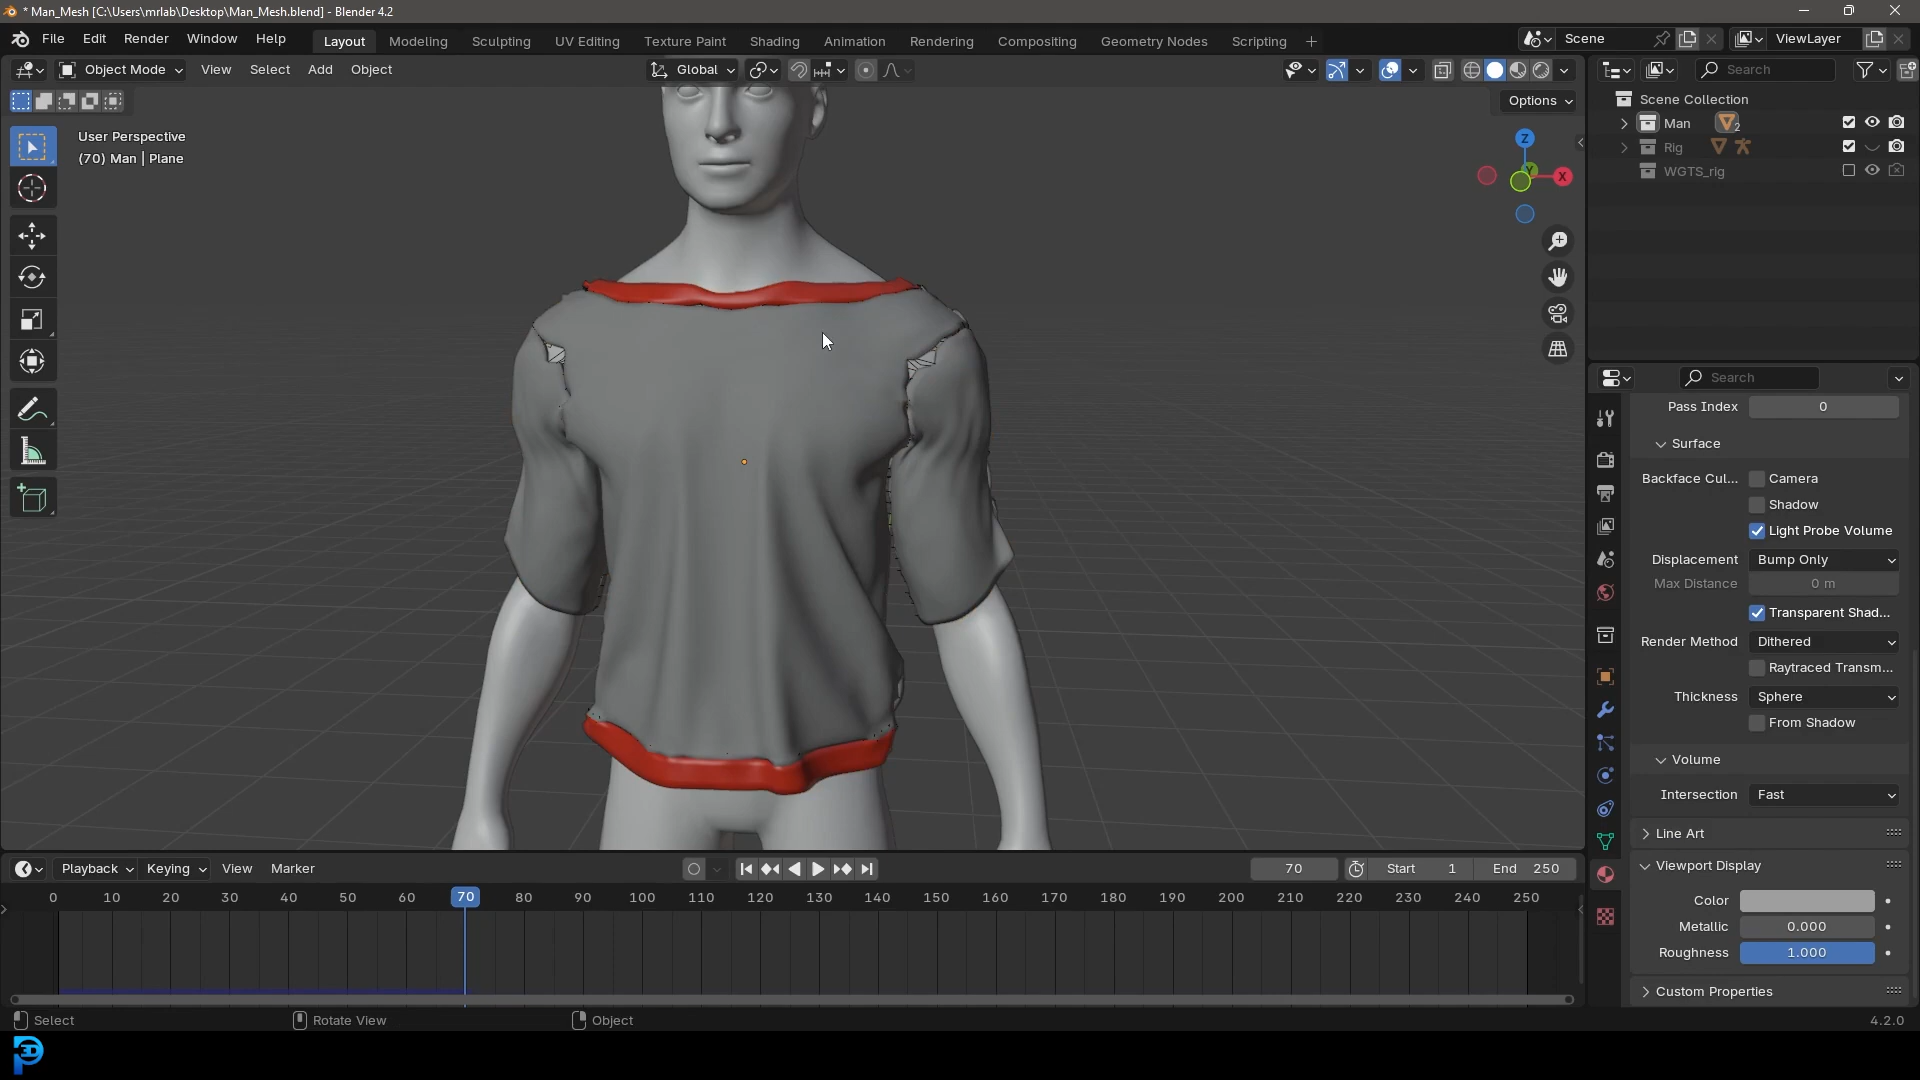 * Man_Mesh [C:\Users\mrlab\Desktop\Man_Mesh.blend] - Blender 4.2
File Edit Render Window Help
Layout Modeling Sculpting UV Editing Texture Paint Shading Animation Rendering Compositing Geometry Nodes Scripting +
Scene
ViewLayer
Object Mode View Select Add Object
Global
Search
Options
User Perspective
(70) Man | Plane
Z
Y
X
Scene Collection
Man 2
Rig
WGTS_rig
Search
Pass Index 0
Surface
Backface Cul... Camera
Shadow
Light Probe Volume
Displacement Bump Only
Max Distance 0 m
Transparent Shad...
Render Method Dithered
Raytraced Transm...
Thickness Sphere
From Shadow
Volume
Intersection Fast
Line Art
Viewport Display
Color
Metallic 0.000
Roughness 1.000
Custom Properties
Playback Keying View Marker
70 Start 1 End 250
0 10 20 30 40 50 60 70 80 90 100 110 120 130 140 150 160 170 180 190 200 210 220 230 240 250
Select Rotate View Object
4.2.0
3D